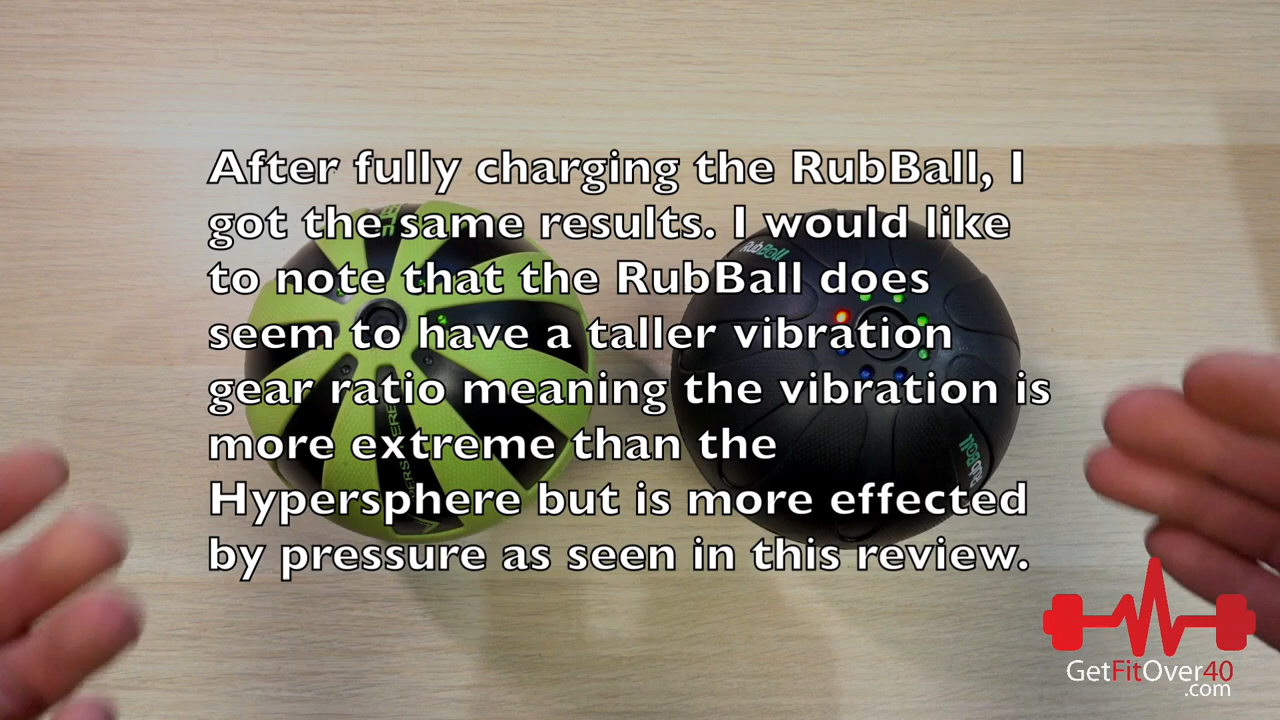 After fully charging the RubBall, I
got the same results. I would like
to note that the RubBall does
seem to have a taller vibration
gear ratio meaning the vibration is
more extreme than the
Hypersphere but is more effected
by pressure as seen in this review.
RubBall
RubBall
GetFitOver40
.com